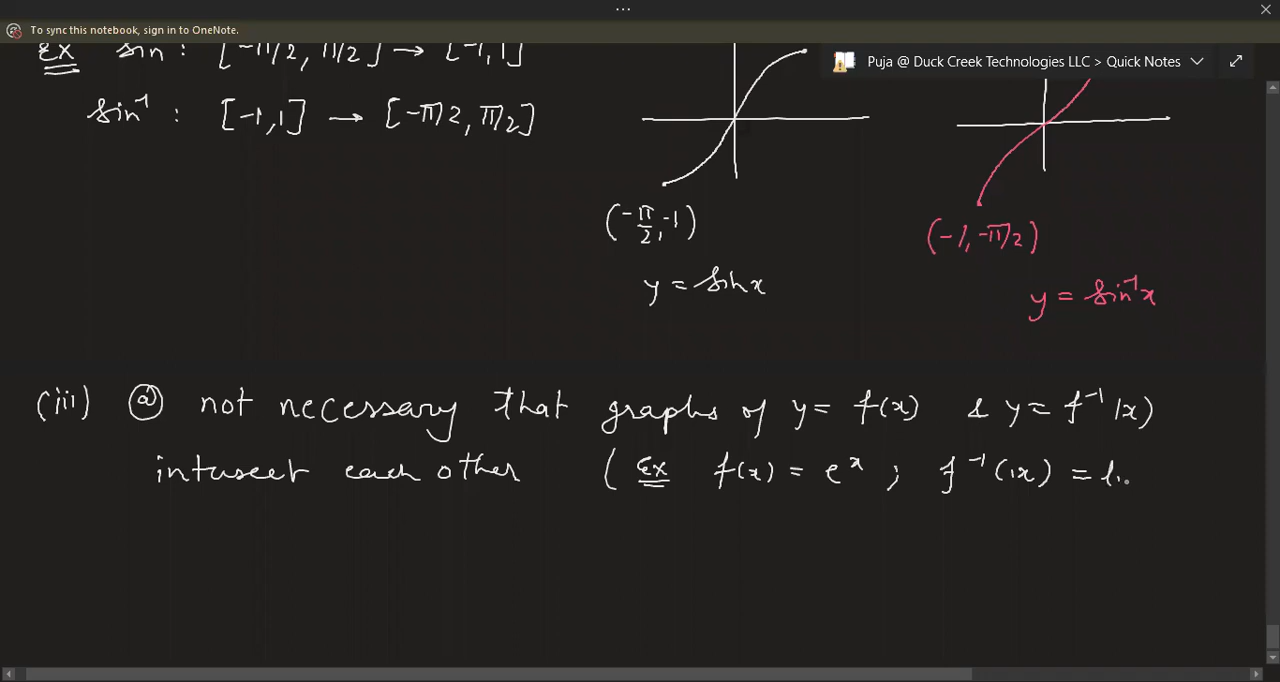 To sync this notebook, sign in to OneNote.
Puja @ Duck Creek Technologies LLC > Quick Notes
Ex sin : [-π/2, π/2] → [-1,1]
sin⁻¹ : [-1,1] → [-π/2, π/2]
(-π/2, -1)
y = sin x
(-1, -π/2)
y = sin⁻¹x
(iii) ⓐ not necessary that graphs of y = f(x) & y = f⁻¹(x)
intersect each other ( Ex f(x) = eˣ ; f⁻¹(x) =